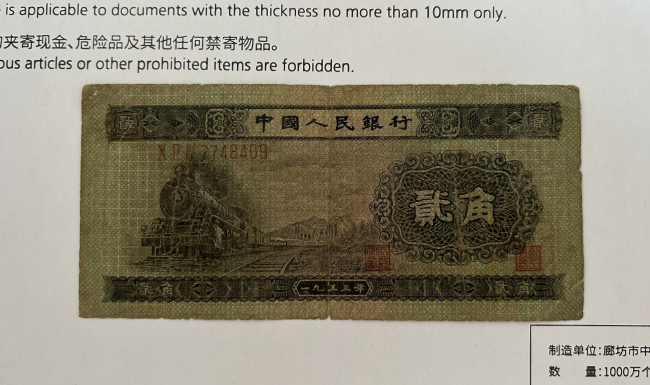 is applicable to documents with the thickness no more than 10mm only.
夹寄现金、危险品及其他任何禁寄物品。
ous articles or other prohibited items are forbidden.
中國人民銀行
7748409
貳角
一九五三年
貳角
貳角
制造单位:廊坊市中
数 量:1000万个